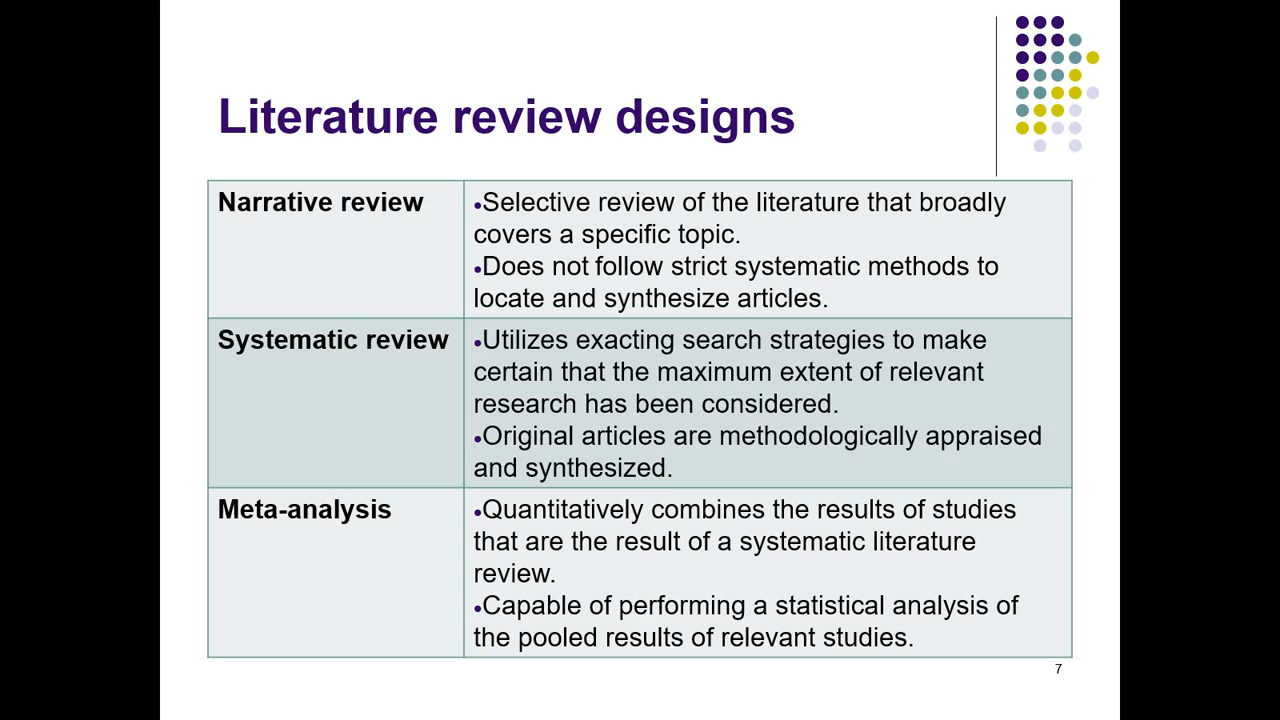 Literature review designs
Narrative review
•Selective review of the literature that broadly
covers a specific topic.
•Does not follow strict systematic methods to
locate and synthesize articles.
Systematic review
•Utilizes exacting search strategies to make
certain that the maximum extent of relevant
research has been considered.
•Original articles are methodologically appraised
and synthesized.
Meta-analysis
•Quantitatively combines the results of studies
that are the result of a systematic literature
review.
•Capable of performing a statistical analysis of
the pooled results of relevant studies.
7